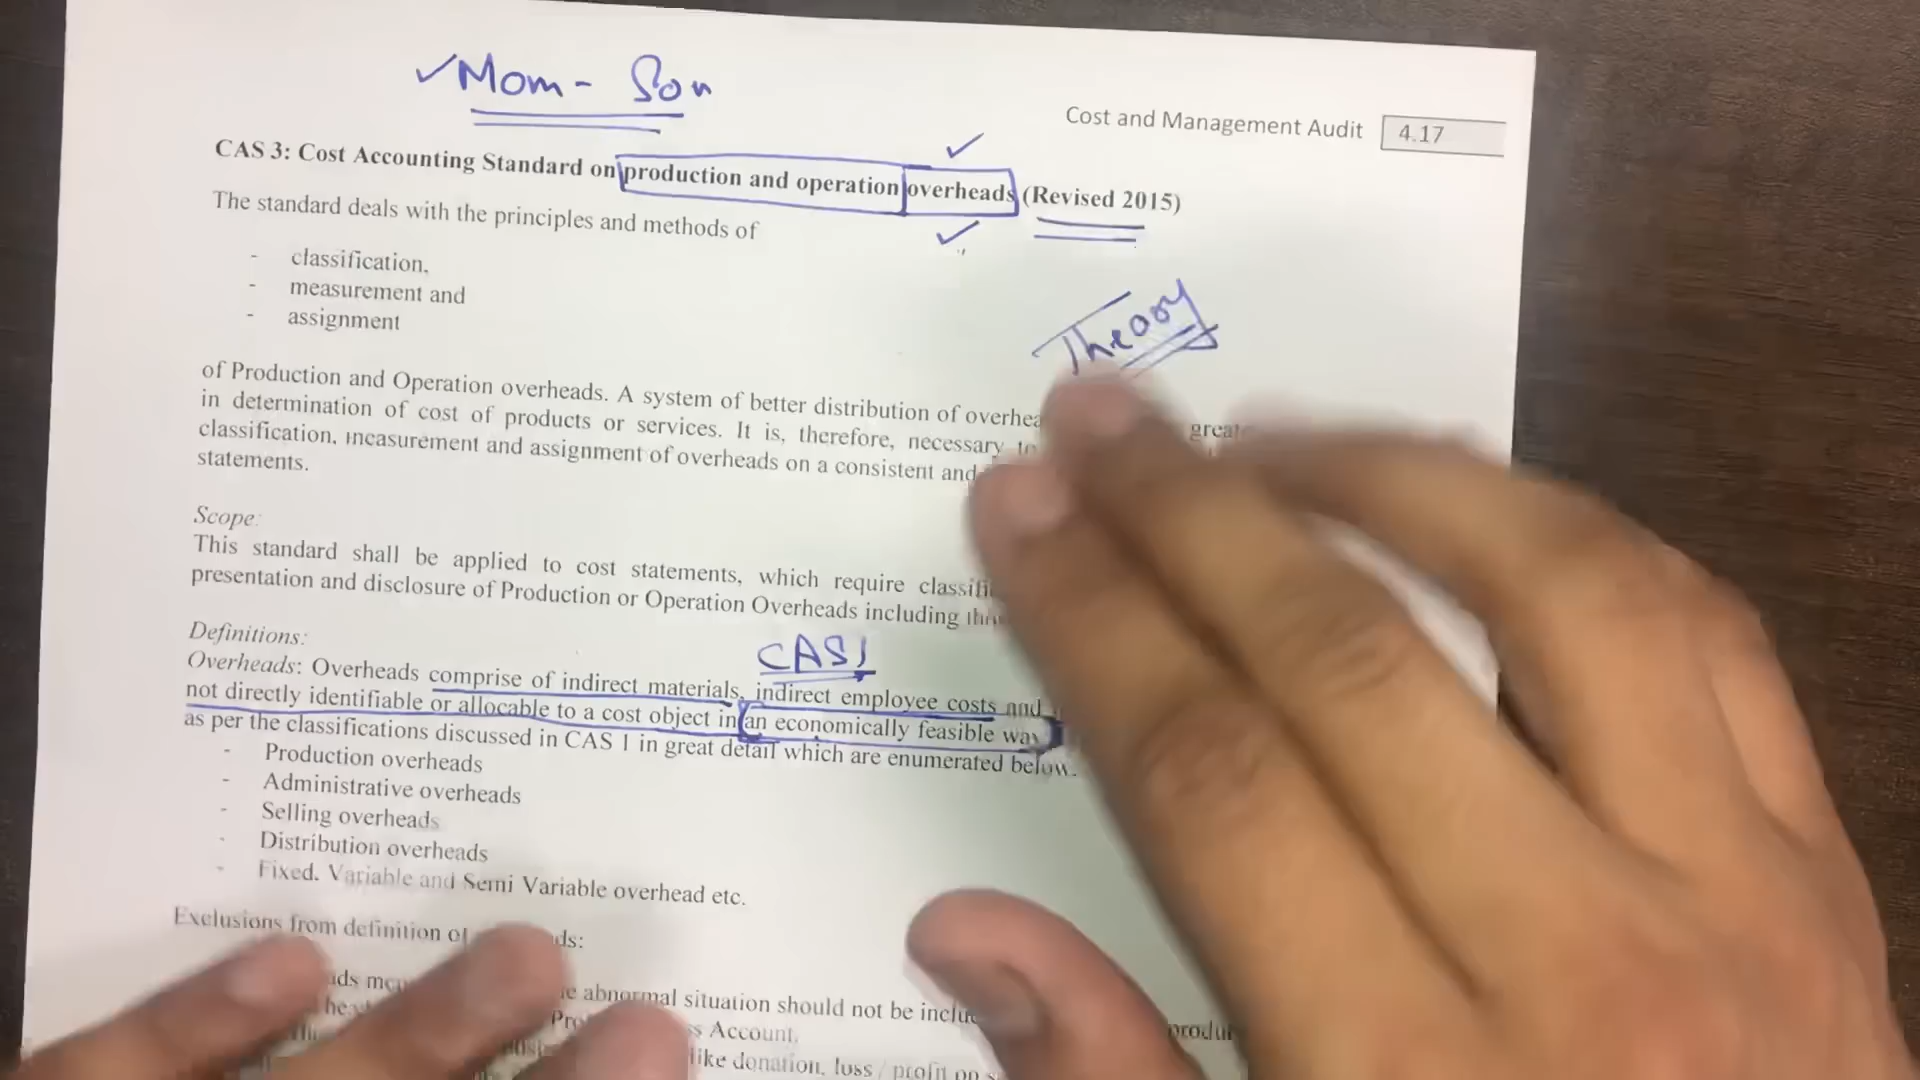 Mom - Son
Cost and Management Audit 4.17
CAS 3: Cost Accounting Standard on production and operation overheads (Revised 2015)
The standard deals with the principles and methods of
- classification,
- measurement and
- assignment
Theory
of Production and Operation overheads. A system of better distribution of overhea great
in determination of cost of products or services. It is, therefore, necessary to
classification, measurement and assignment of overheads on a consistent and
statements.
Scope:
This standard shall be applied to cost statements, which require classifi
presentation and disclosure of Production or Operation Overheads including
Definitions:
CAS1
Overheads: Overheads comprise of indirect materials, indirect employee costs and
not directly identifiable or allocable to a cost object in an economically feasible way
as per the classifications discussed in CAS 1 in great detail which are enumerated below.
- Production overheads
- Administrative overheads
- Selling overheads
- Distribution overheads
- Fixed, Variable and Semi Variable overhead etc.
Exclusions from definition of ds:
abnormal situation should not be inclu
Account.
like donation, loss / profit on